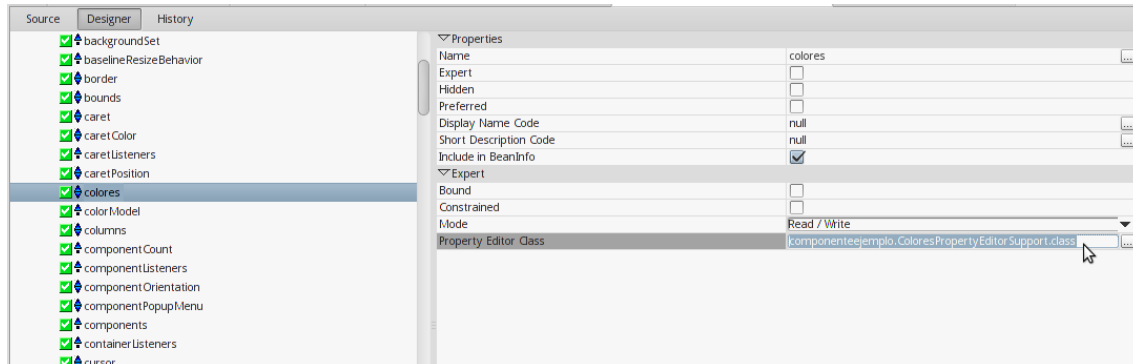 Source Designer History
backgroundSet
baselineResizeBehavior
border
bounds
caret
caretColor
caretListeners
caretPosition
colores
colorModel
columns
componentCount
componentListeners
componentOrientation
componentPopupMenu
components
containerListeners
cursor
Properties
Name colores ...
Expert
Hidden
Preferred
Display Name Code null ...
Short Description Code null ...
Include in BeanInfo
Expert
Bound
Constrained
Mode Read / Write
Property Editor Class componenteejemplo.ColoresPropertyEditorSupport.class ...